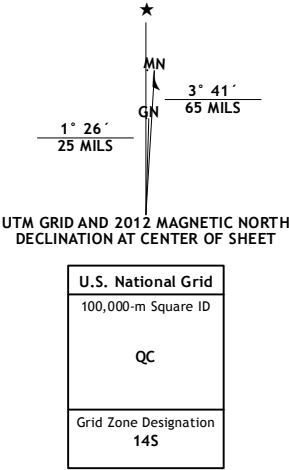 ★
MN
GN
3° 41´
65 MILS
1° 26´
25 MILS
UTM GRID AND 2012 MAGNETIC NORTH
DECLINATION AT CENTER OF SHEET
U.S. National Grid
100,000-m Square ID
QC
Grid Zone Designation
14S